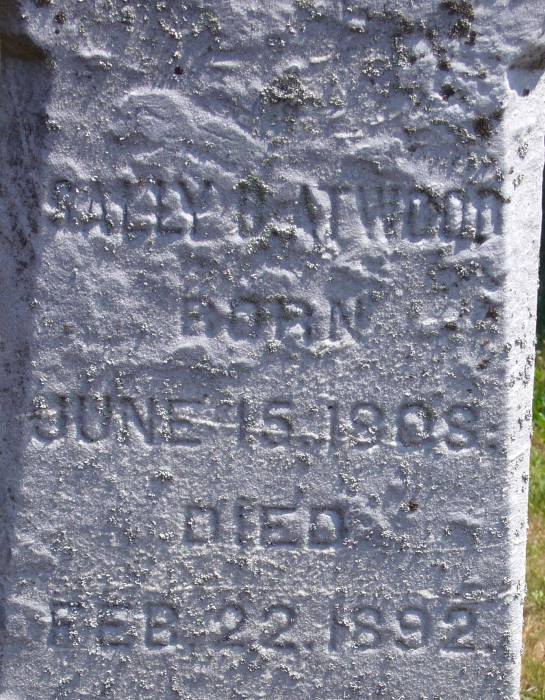 SALLY D. ATWOOD
BORN
JUNE 15, 1808.
DIED
FEB. 22, 1892.